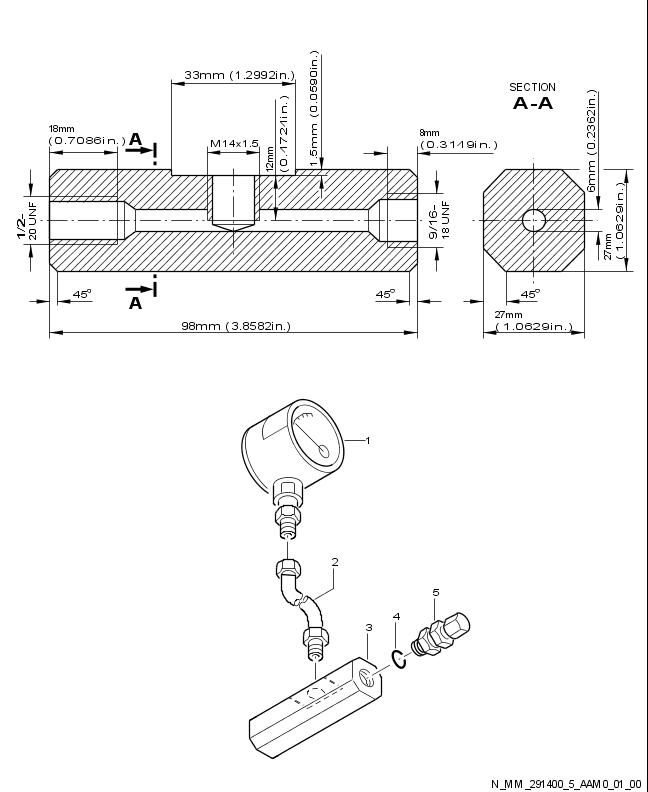 33mm (1.2992in.)
1.5mm (0.0590in.)
SECTION
A-A
18mm
(0.7086in.)
A
M14x1.5
12mm
(0.4724in.)
8mm
(0.3149in.)
6mm (0.2362in.)
1/2-
20 UNF
9/16-
18 UNF
27mm
(1.0629in.)
45°
A
45°
45°
98mm (3.8582in.)
27mm
(1.0629in.)
1
2
3
4
5
N_MM_291400_5_AAM0_01_00